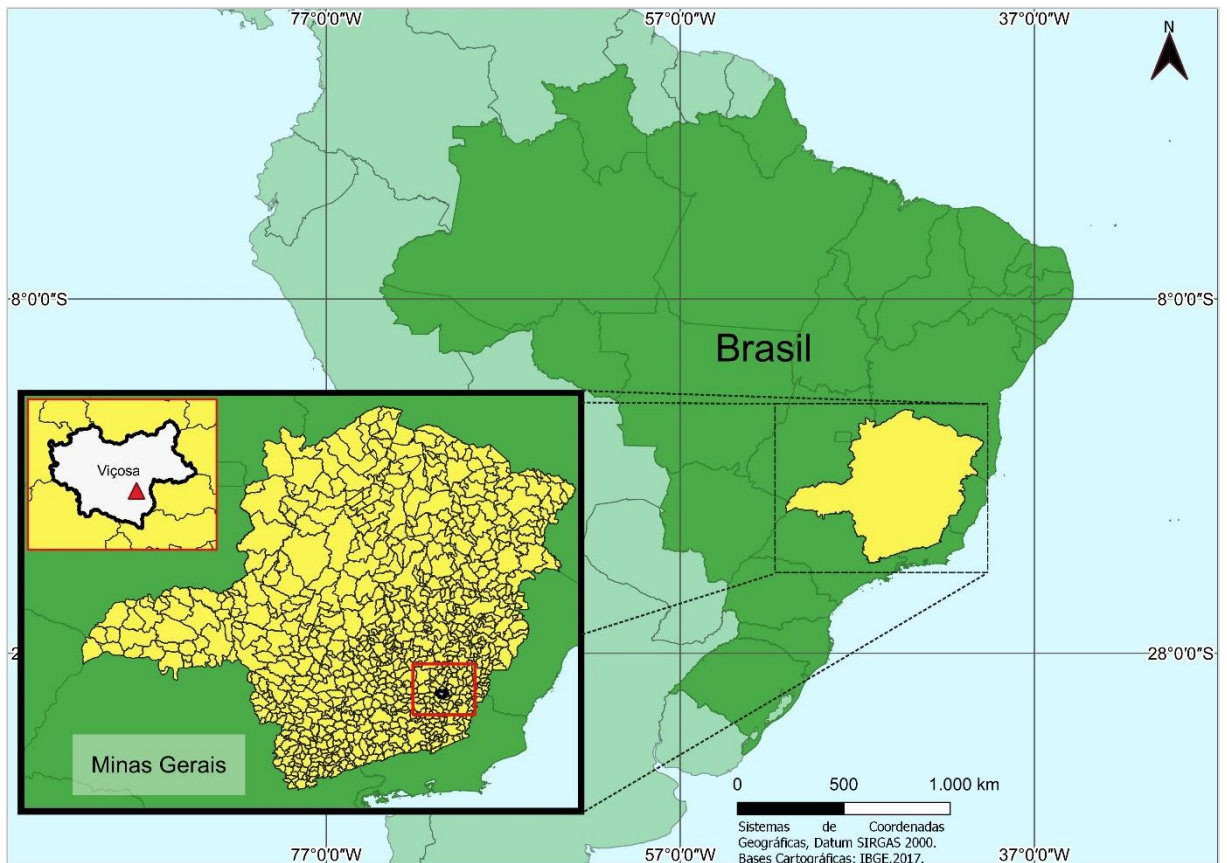 77°0′0″W 57°0′0″W 37°0′0″W
N
8°0′0″S 8°0′0″S
Brasil
Viçosa
28°0′0″S
Minas Gerais
0 500 1.000 km
Sistemas de Coordenadas
Geográficas, Datum SIRGAS 2000.
Bases Cartográficas: IBGE,2017.
77°0′0″W 57°0′0″W 37°0′0″W